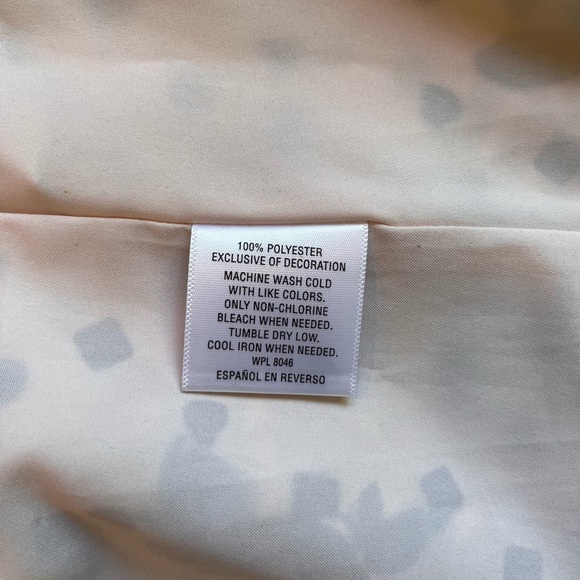 100% POLYESTER
EXCLUSIVE OF DECORATION
MACHINE WASH COLD
WITH LIKE COLORS.
ONLY NON-CHLORINE
BLEACH WHEN NEEDED.
TUMBLE DRY LOW.
COOL IRON WHEN NEEDED.
WPL 8046
ESPAÑOL EN REVERSO